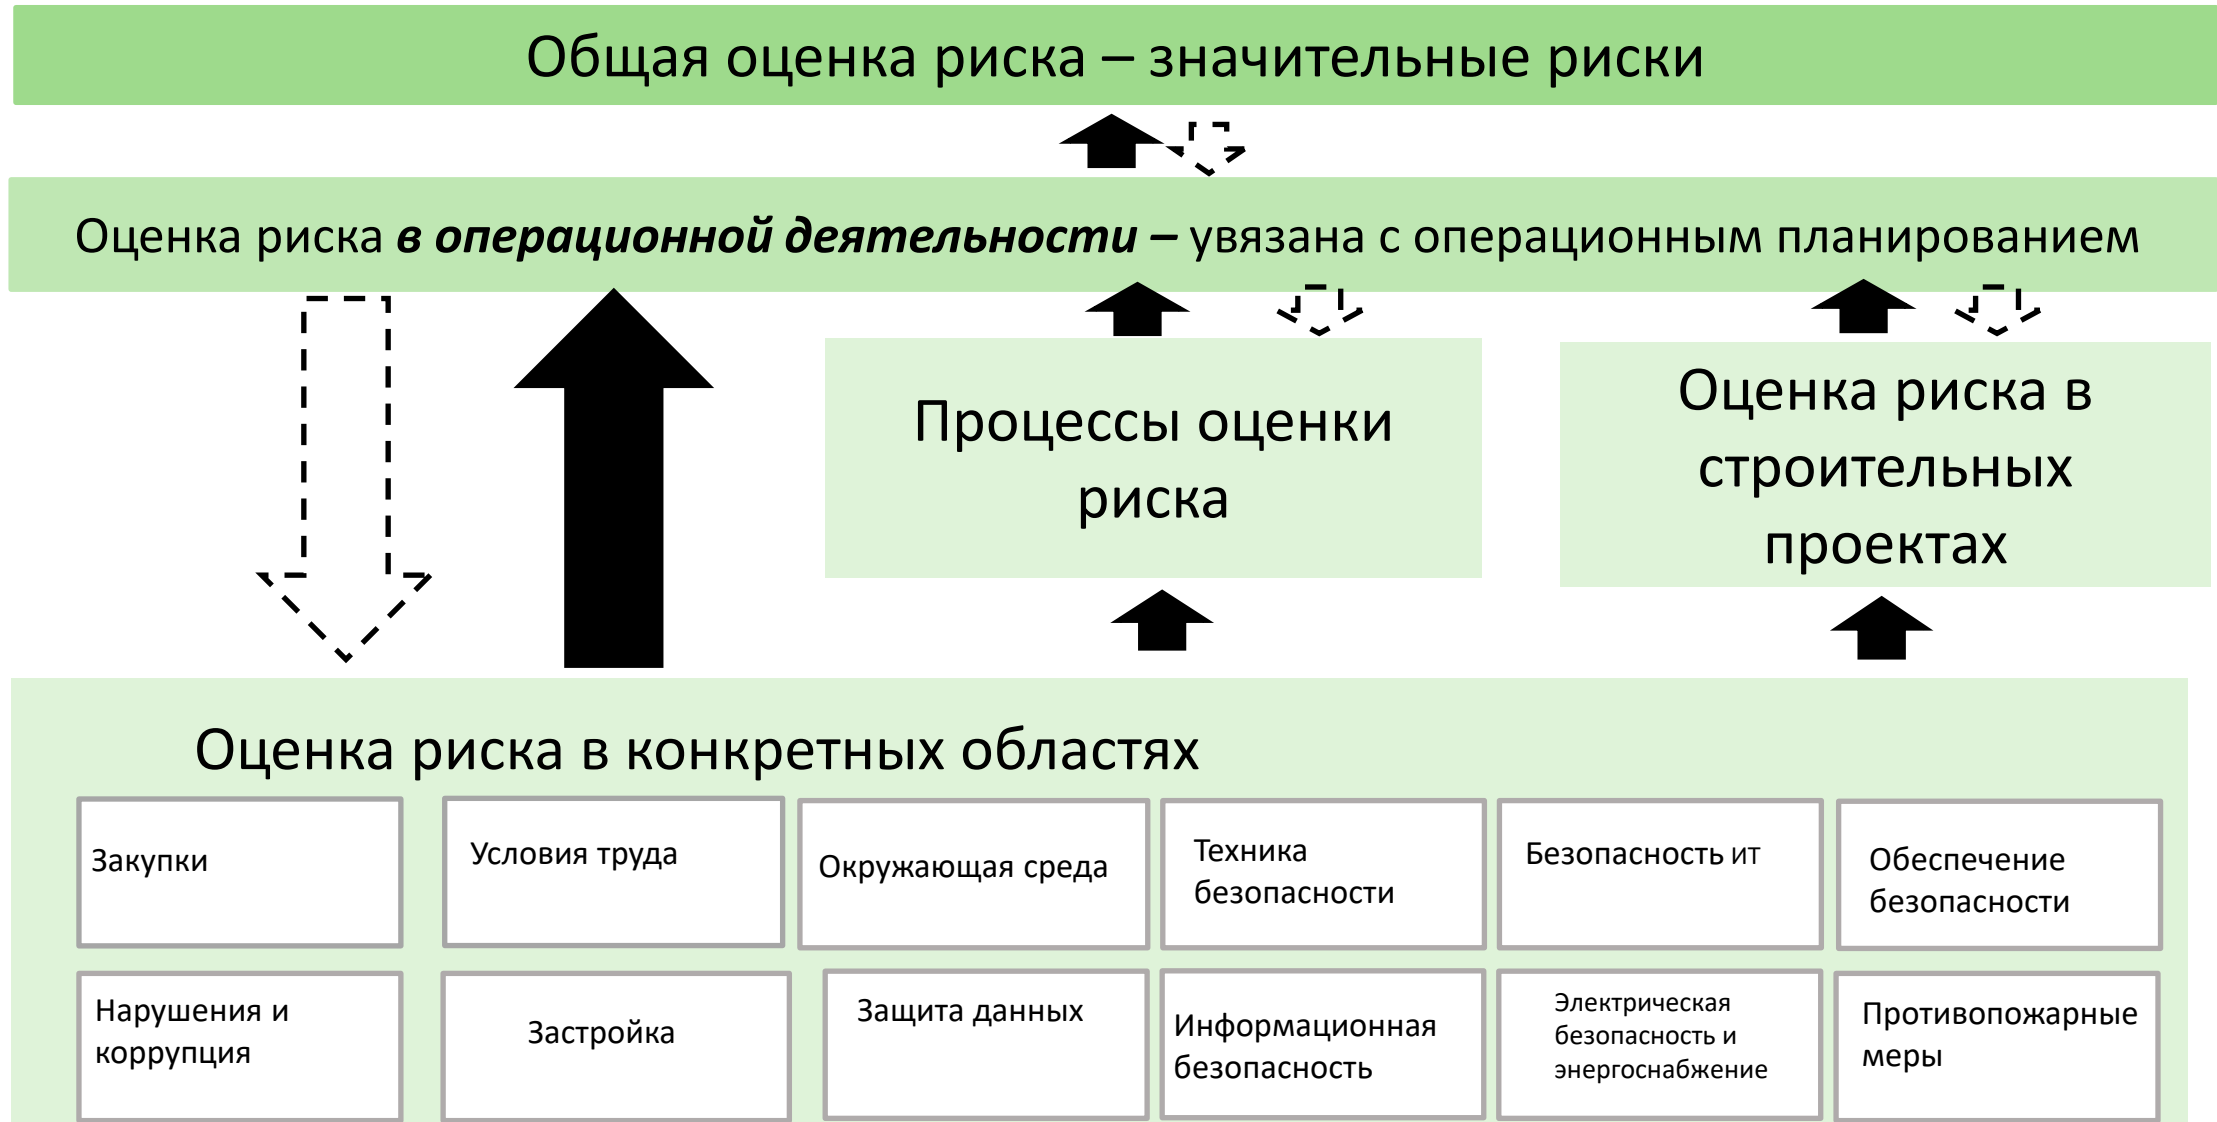 Общая оценка риска – значительные риски
Оценка риска в операционной деятельности – увязана с операционным планированием
Процессы оценки
риска
Оценка риска в
строительных
проектах
Оценка риска в конкретных областях
Закупки
Условия труда
Окружающая среда
Техника
безопасности
Безопасность ИТ
Обеспечение
безопасности
Нарушения и
коррупция
Застройка
Защита данных
Информационная
безопасность
Электрическая
безопасность и
энергоснабжение
Противопожарные
меры